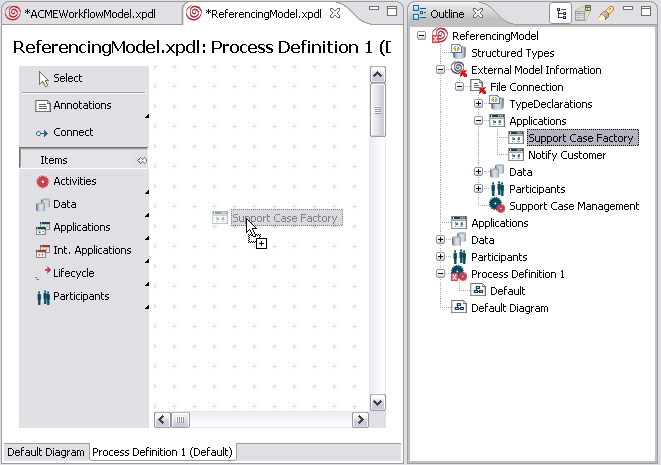 *ACMEWorkflowModel.xpdl
*ReferencingModel.xpdl
ReferencingModel.xpdl: Process Definition 1 (D
Select
Annotations
Connect
Items
Activities
Data
Applications
Int. Applications
Lifecycle
Participants
Support Case Factory
Default Diagram
Process Definition 1 (Default)
Outline
ReferencingModel
Structured Types
External Model Information
File Connection
TypeDeclarations
Applications
Support Case Factory
Notify Customer
Data
Participants
Support Case Management
Applications
Data
Participants
Process Definition 1
Default
Default Diagram